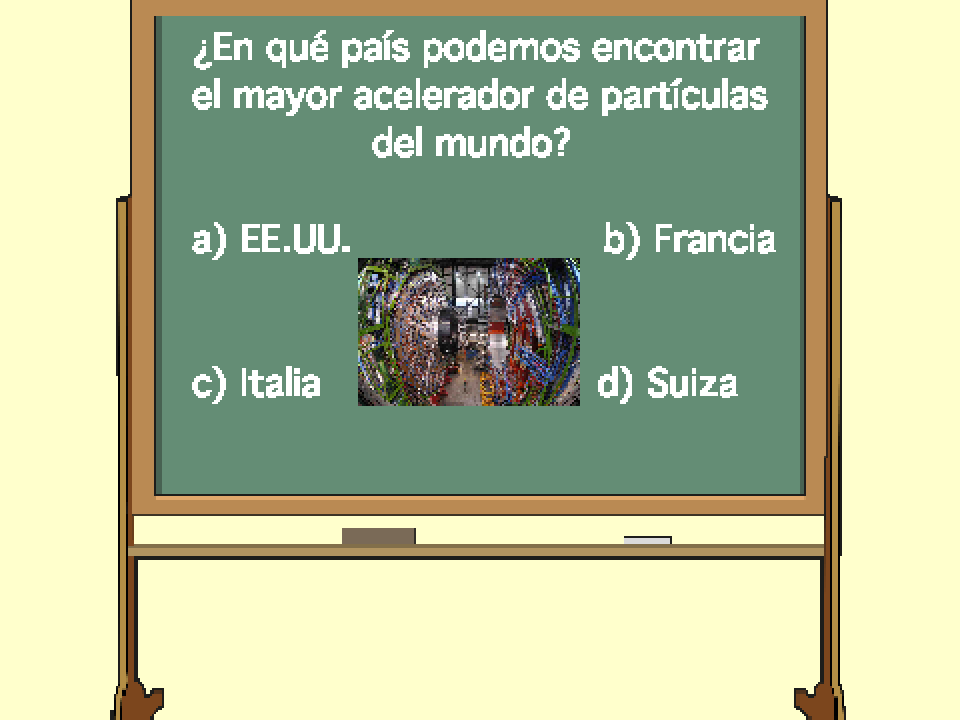 ¿En qué país podemos encontrar
el mayor acelerador de partículas
del mundo?
a) EE.UU.
b) Francia
c) Italia
d) Suiza